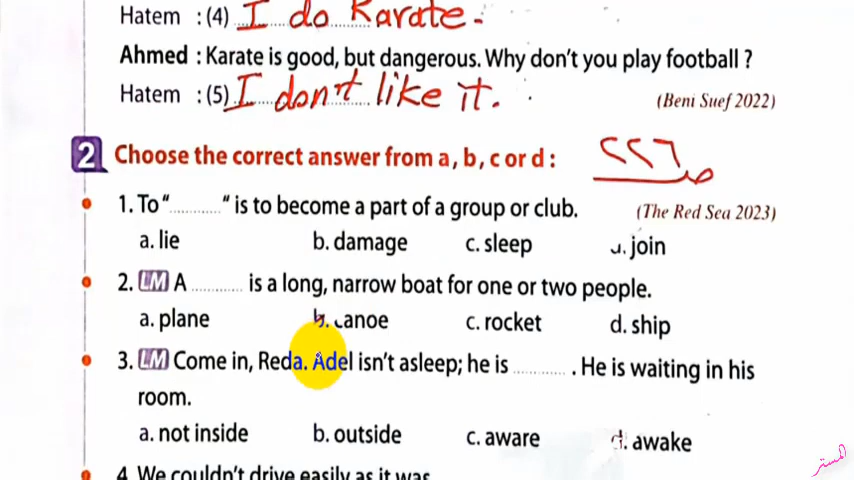 Hatem : (4) I do Karate.
Ahmed : Karate is good, but dangerous. Why don't you play football ?
Hatem : (5) I don't like it.
(Beni Suef 2022)
2 Choose the correct answer from a, b, c or d : ص ٢٢٦
1. To "............" is to become a part of a group or club. (The Red Sea 2023)
a. lie b. damage c. sleep d. join
2. LM A ............ is a long, narrow boat for one or two people.
a. plane b. canoe c. rocket d. ship
3. LM Come in, Reda. Adel isn't asleep; he is ............ . He is waiting in his
room.
a. not inside b. outside c. aware d. awake
4. We couldn't drive easily as it was
المستر